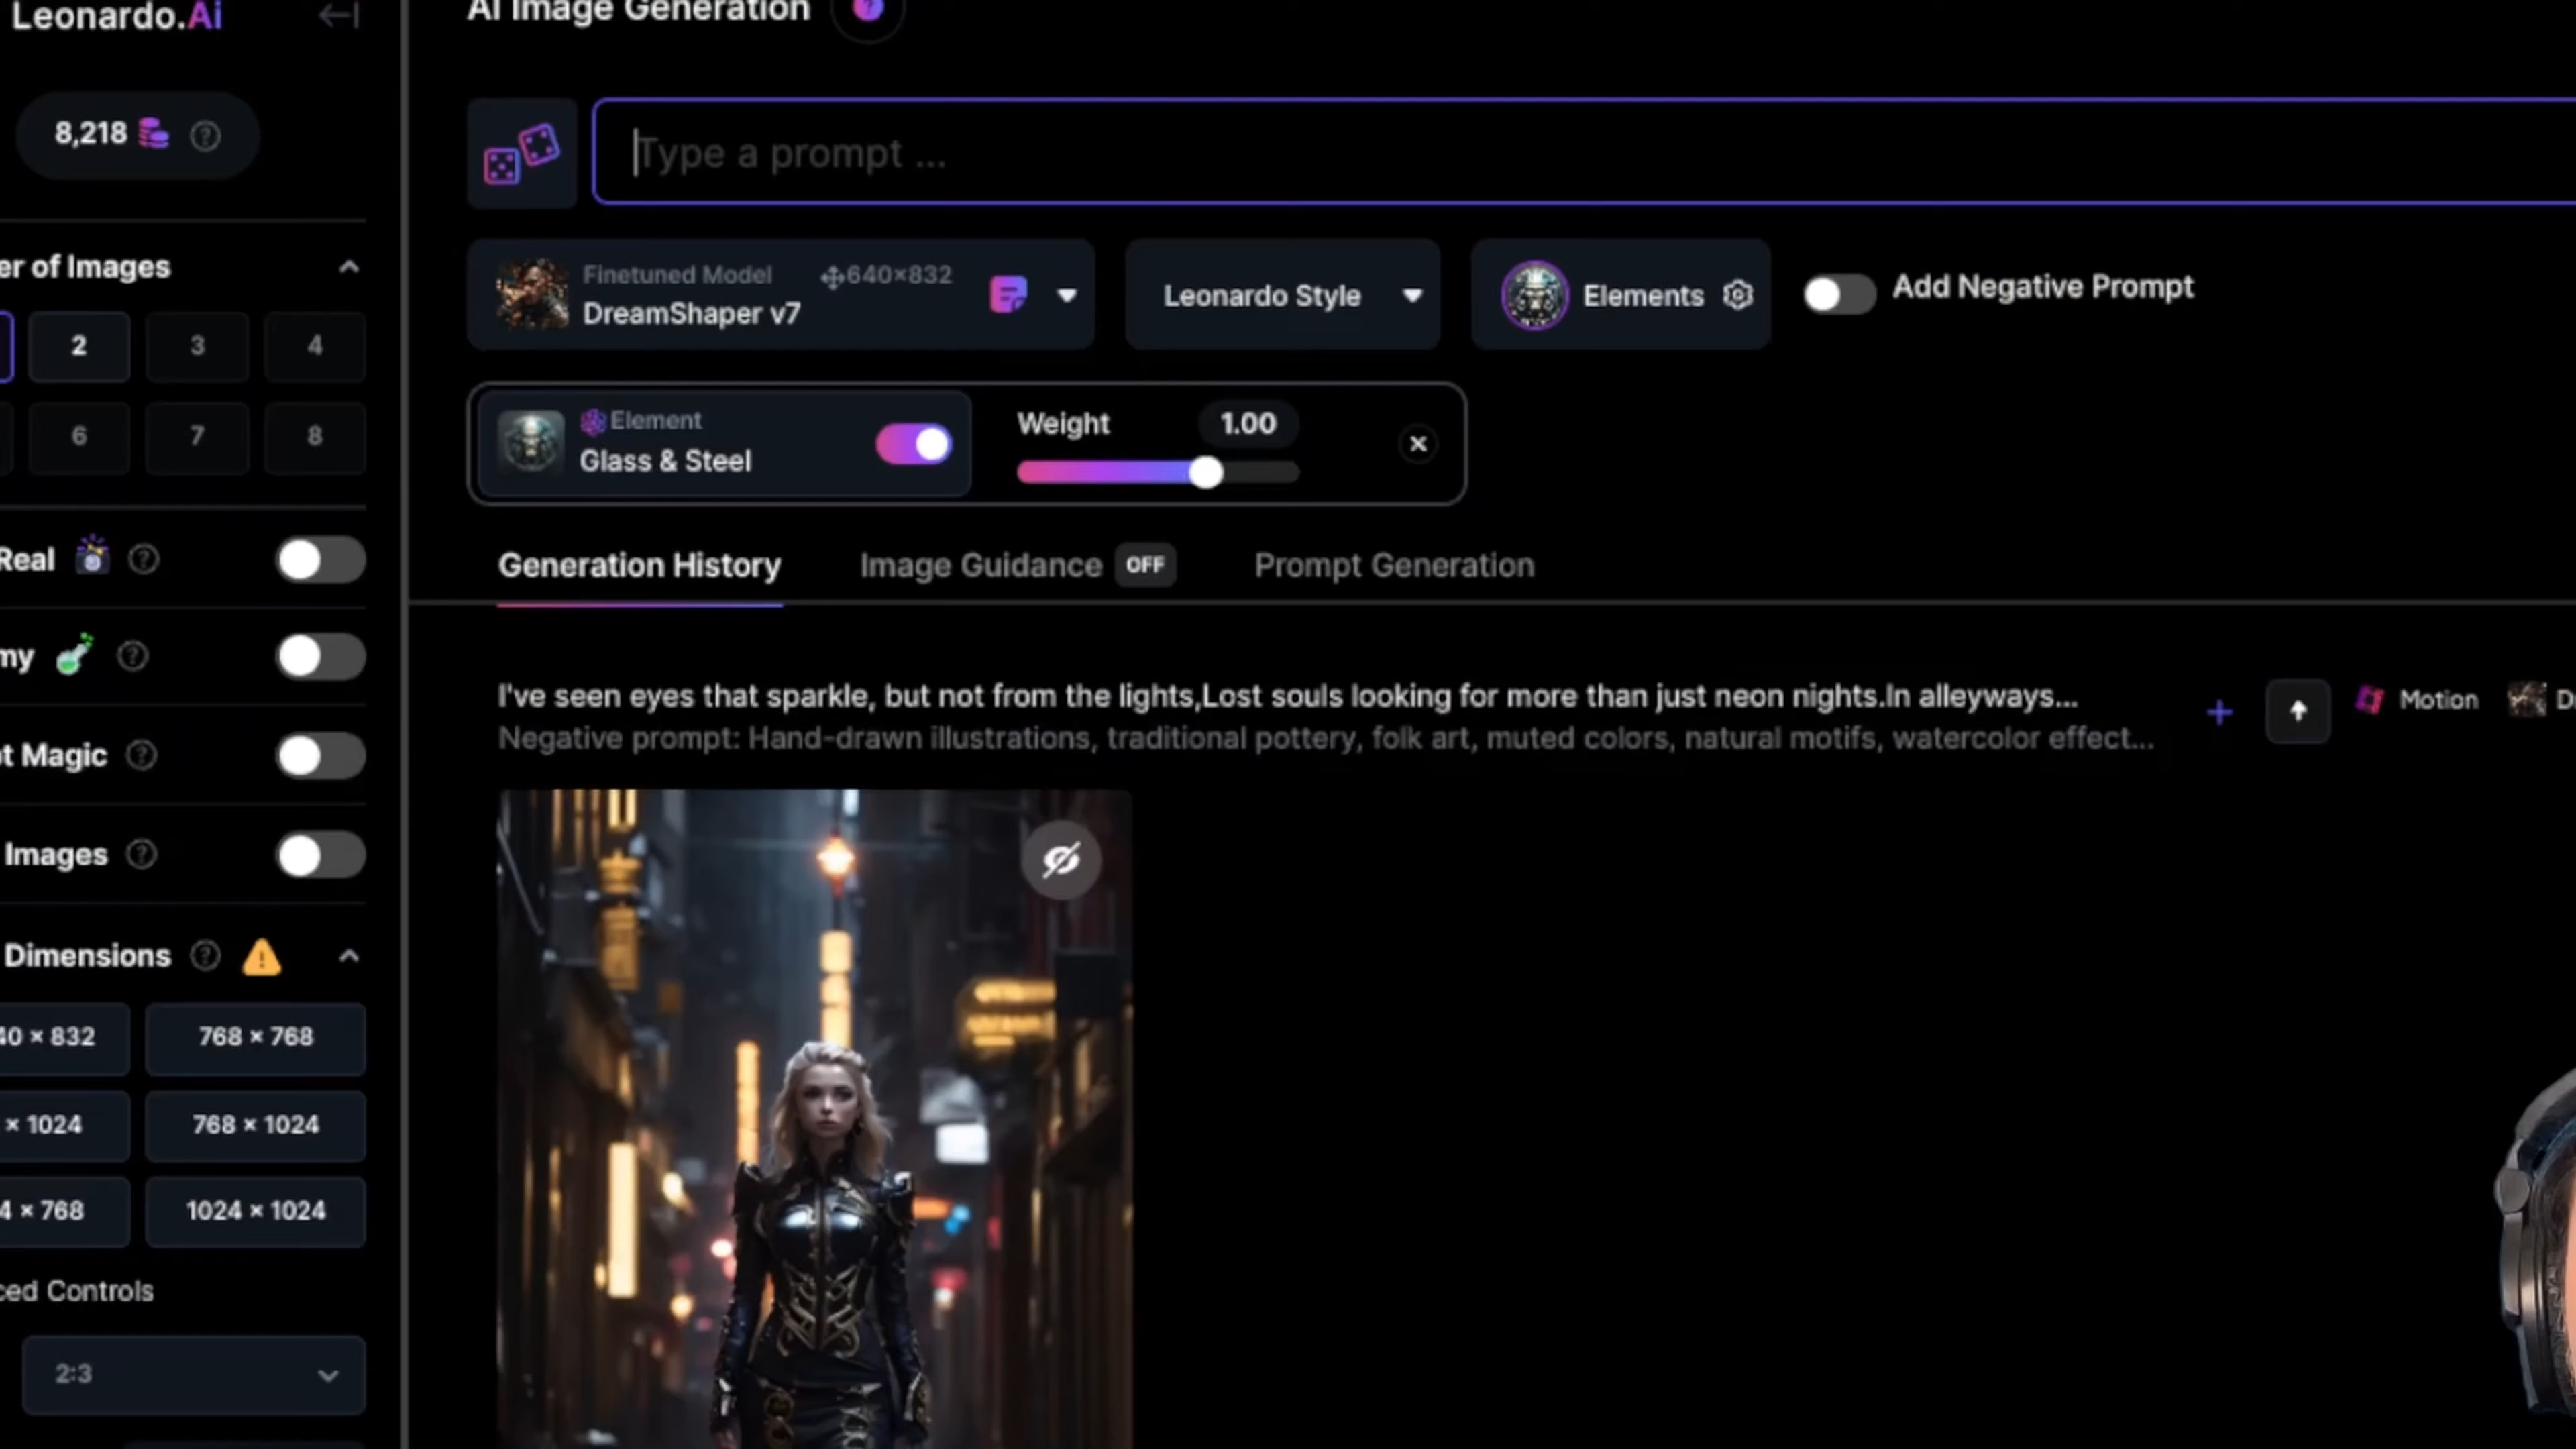 Leonardo.Ai
8,218
er of Images
2
3
4
6
7
8
Real
my
t Magic
Images
Dimensions
40 × 832
768 × 768
× 1024
768 × 1024
4 × 768
1024 × 1024
ced Controls
2:3
AI Image Generation
Type a prompt ...
Finetuned Model
640×832
DreamShaper v7
Leonardo Style
Elements
Add Negative Prompt
Element
Glass & Steel
Weight
1.00
Generation History
Image Guidance
OFF
Prompt Generation
I've seen eyes that sparkle, but not from the lights,Lost souls looking for more than just neon nights.In alleyways...
Negative prompt: Hand-drawn illustrations, traditional pottery, folk art, muted colors, natural motifs, watercolor effect...
Motion
D